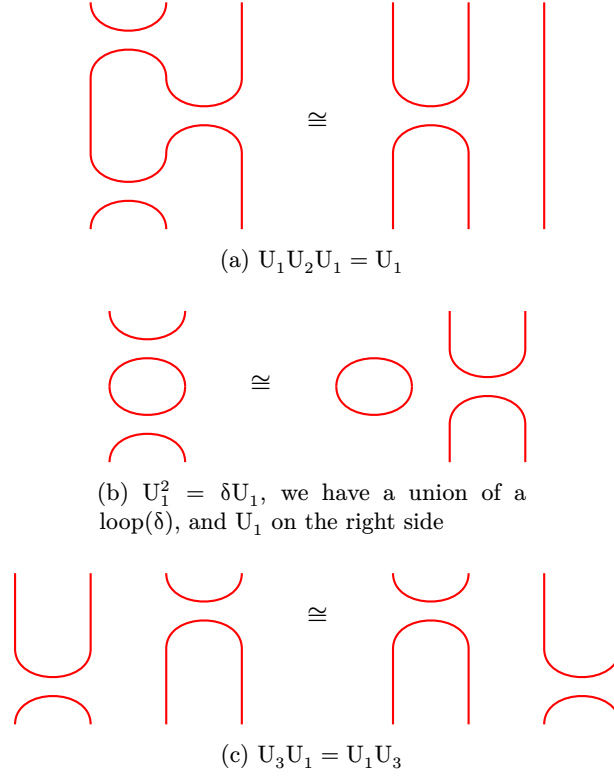 ≅
(a) U₁U₂U₁ = U₁
≅
(b) U₁² = δU₁, we have a union of a
loop(δ), and U₁ on the right side
≅
(c) U₃U₁ = U₁U₃